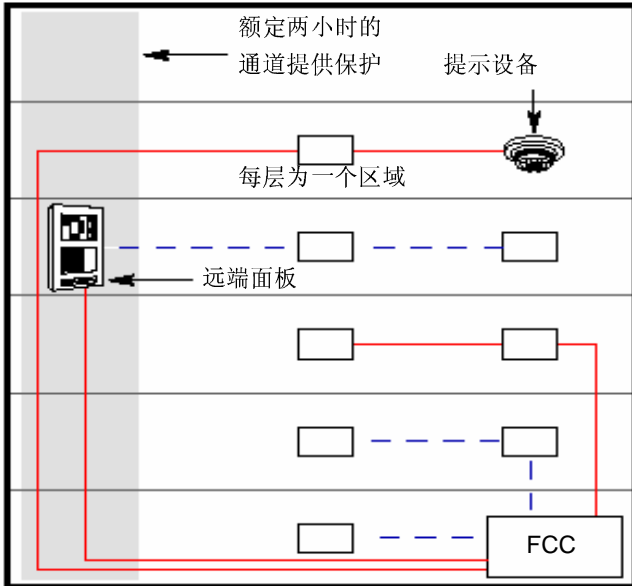 额定两小时的
通道提供保护
提示设备
每层为一个区域
远端面板
FCC